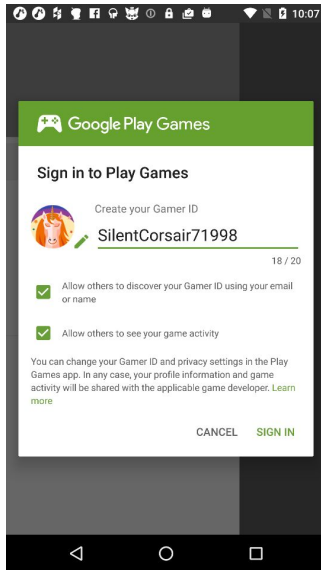 10:07
Google Play Games
Sign in to Play Games
Create your Gamer ID
SilentCorsair71998
18 / 20
Allow others to discover your Gamer ID using your email
or name
Allow others to see your game activity
You can change your Gamer ID and privacy settings in the Play
Games app. In any case, your profile information and game
activity will be shared with the applicable game developer. Learn
more
CANCEL SIGN IN